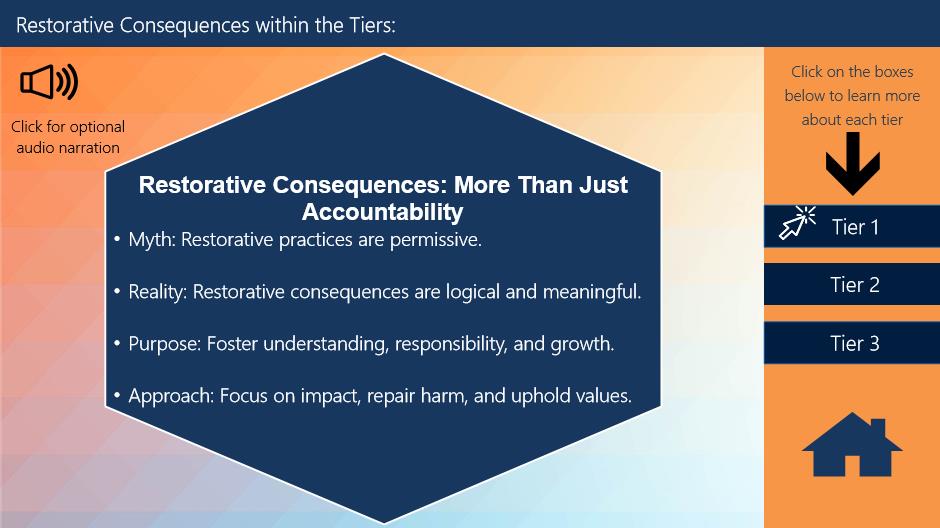 Restorative Consequences within the Tiers:
Click for optional
audio narration
Restorative Consequences: More Than Just
Accountability
• Myth: Restorative practices are permissive.
• Reality: Restorative consequences are logical and meaningful.
• Purpose: Foster understanding, responsibility, and growth.
• Approach: Focus on impact, repair harm, and uphold values.
Click on the boxes
below to learn more
about each tier
Tier 1
Tier 2
Tier 3